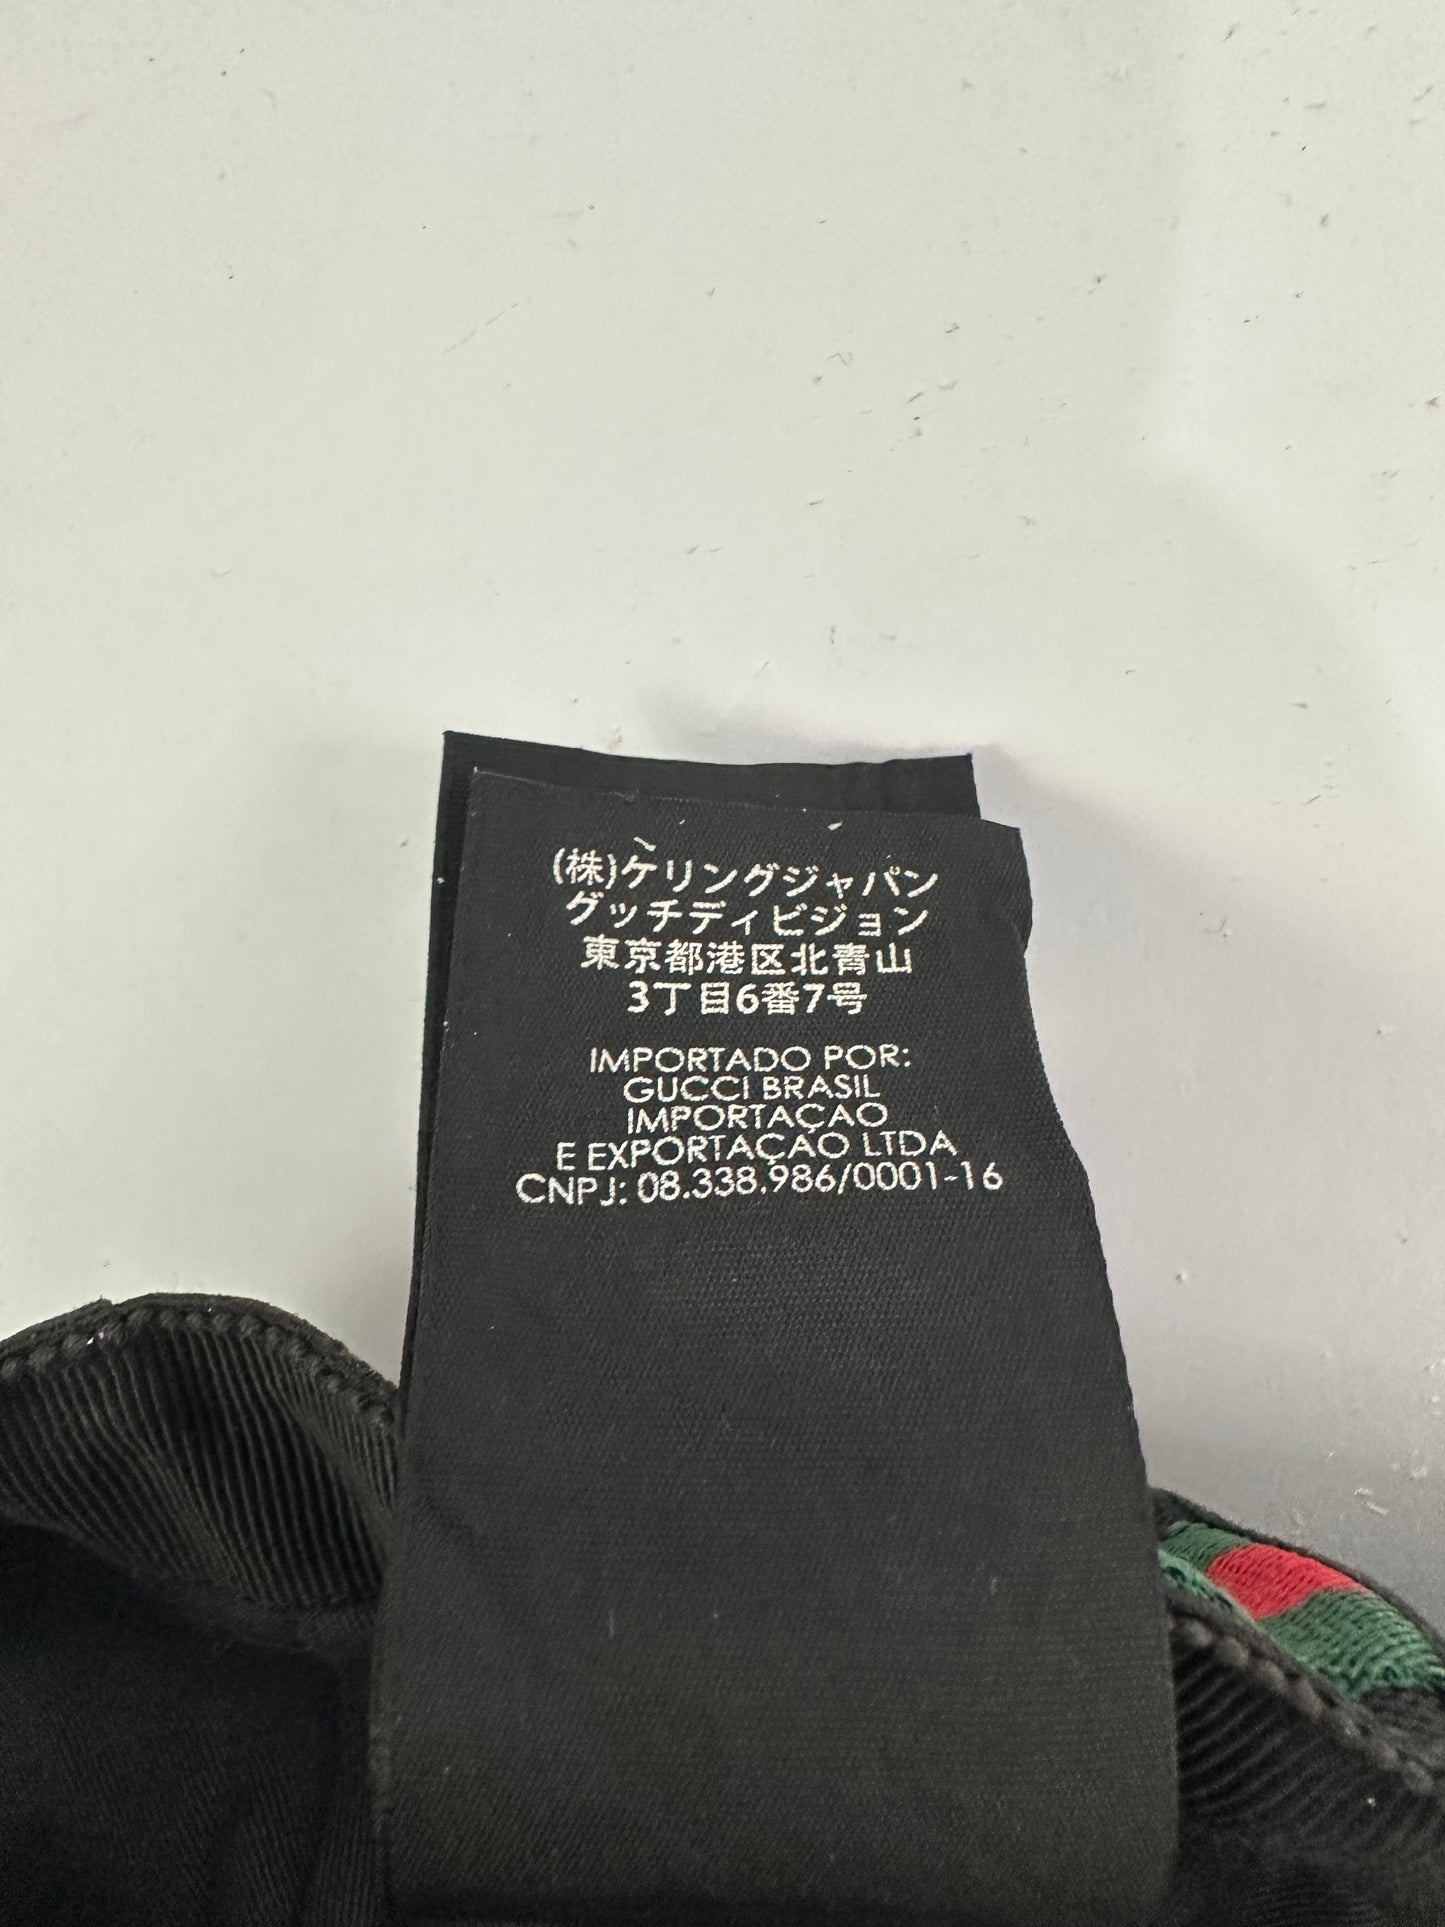 (株)ケリングジャパン
グッチディビジョン
東京都港区北青山
3丁目6番7号
IMPORTADO POR:
GUCCI BRASIL
IMPORTAÇAO
E EXPORTAÇAO LTDA
CNPJ: 08.338.986/0001-16